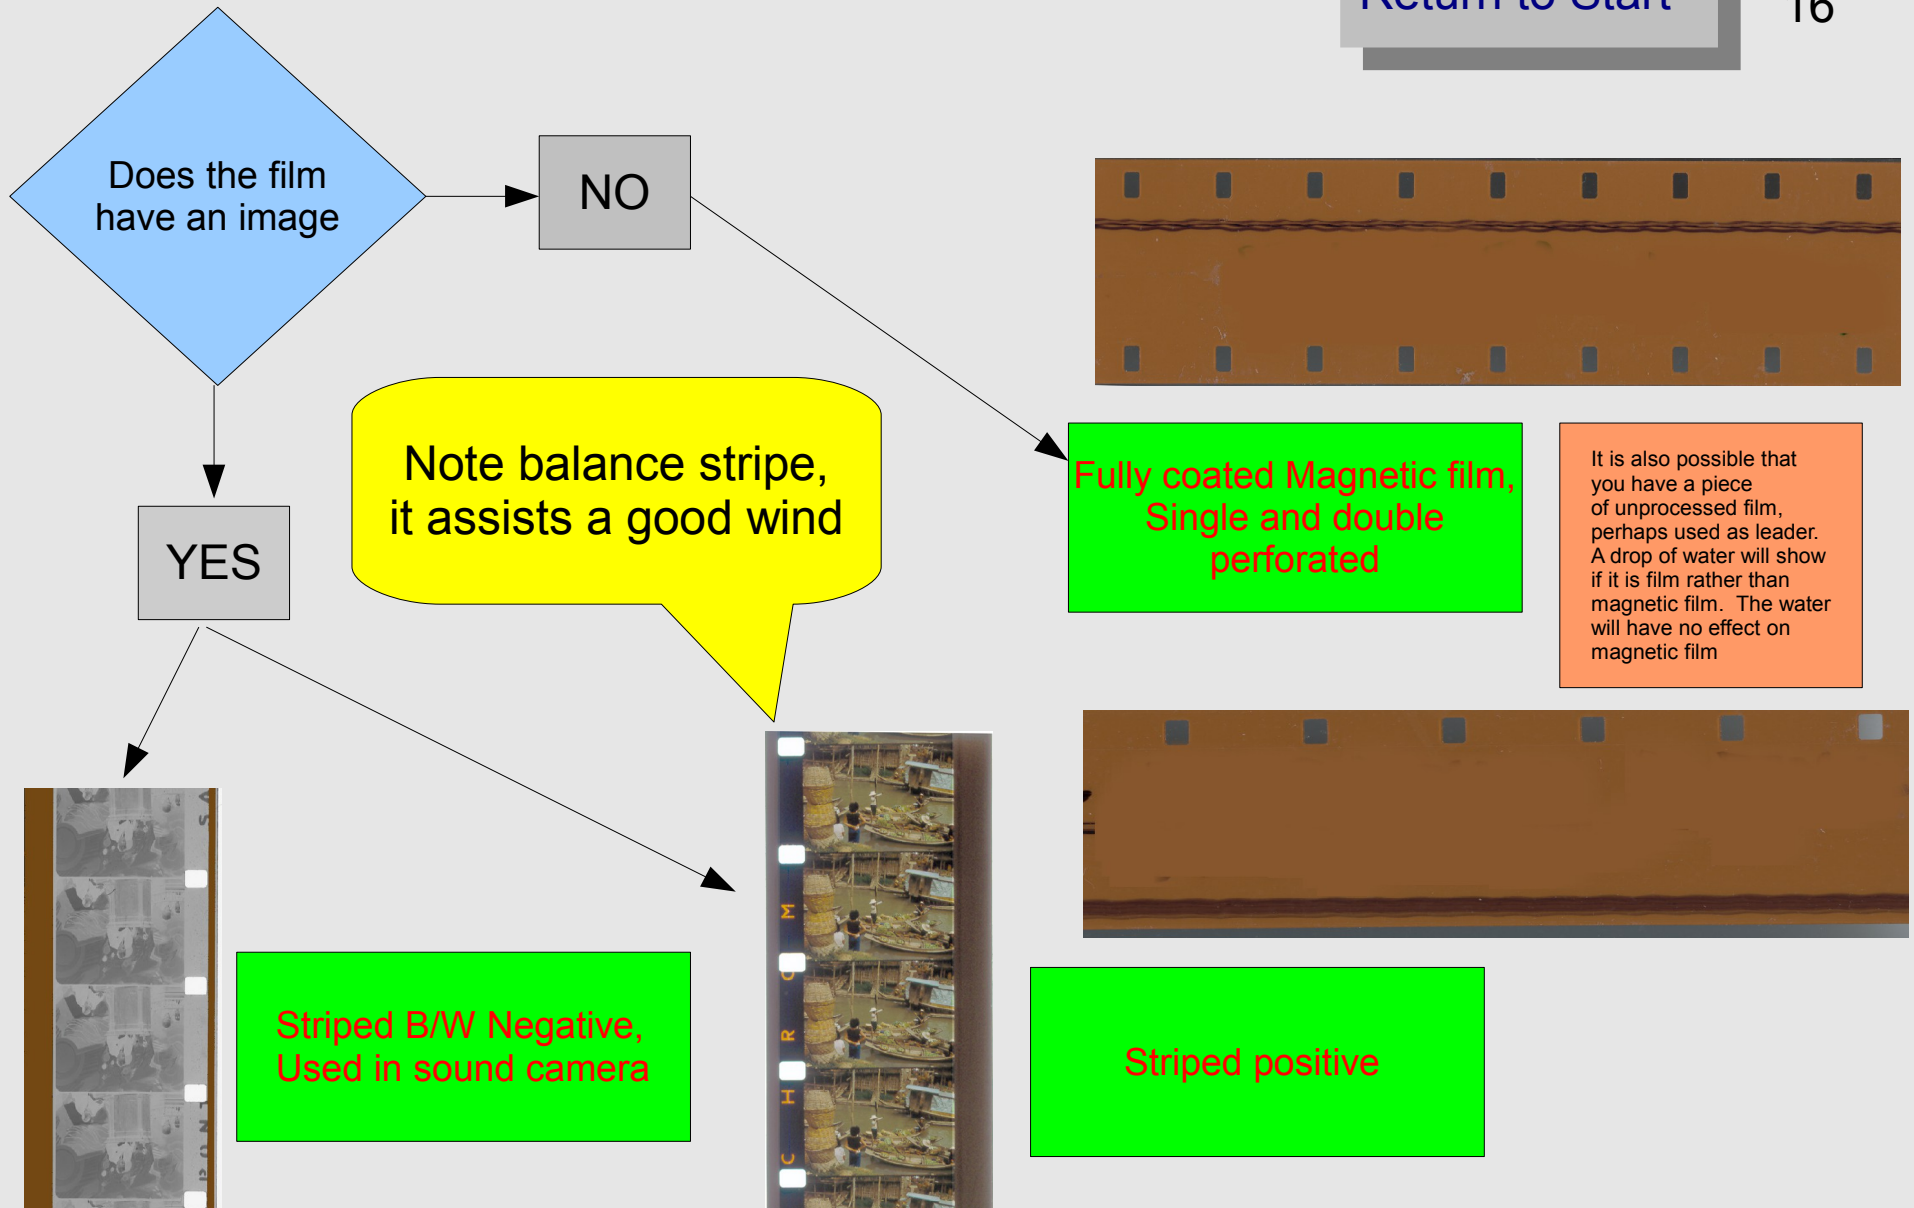 Return to Start
16
Does the film
have an image
NO
YES
Note balance stripe,
it assists a good wind
Fully coated Magnetic film,
Single and double
perforated
It is also possible that
you have a piece
of unprocessed film,
perhaps used as leader.
A drop of water will show
if it is film rather than
magnetic film.  The water
will have no effect on
magnetic film
Striped B/W Negative,
Used in sound camera
C H R O M
Striped positive